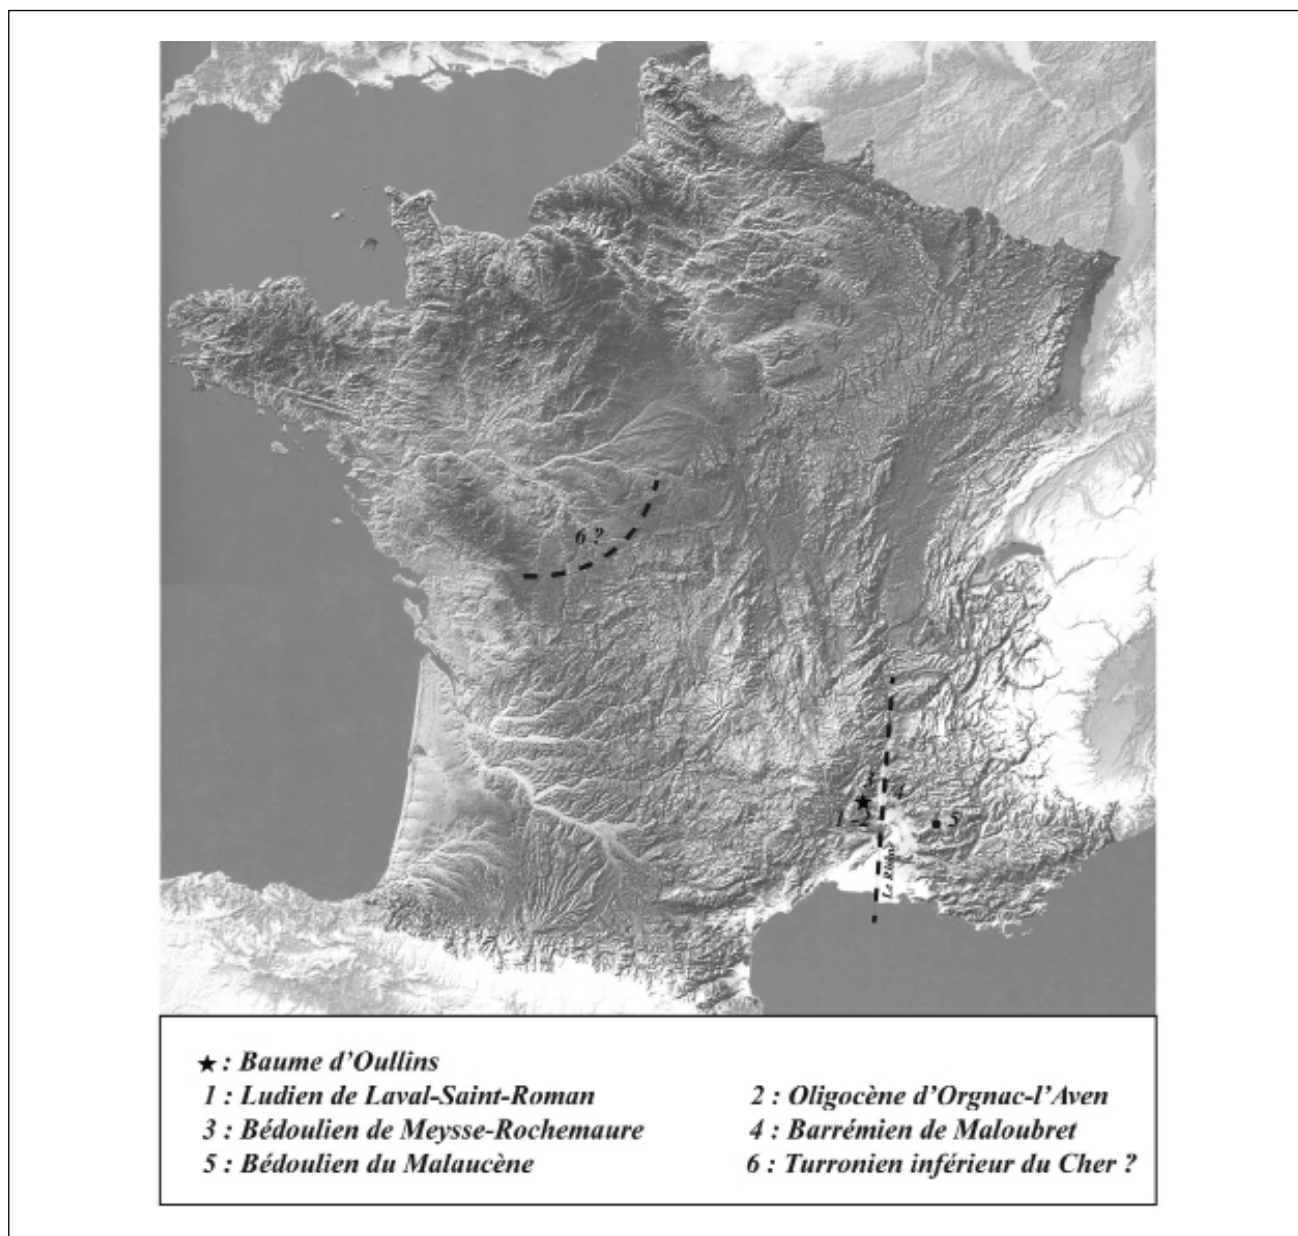 6 ?
3
4
1 - 2
5
Le Rhône
★ : Baume d'Oullins
1 : Ludien de Laval-Saint-Roman
2 : Oligocène d'Orgnac-l'Aven
3 : Bédoulien de Meysse-Rochemaure
4 : Barrémien de Maloubret
5 : Bédoulien du Malaucène
6 : Turronien inférieur du Cher ?